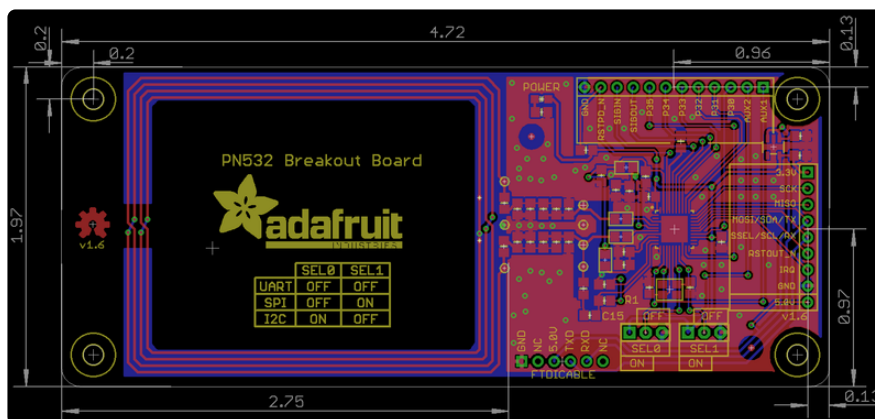 0.2
0.2
4.72
0.96
0.13
1.97
POWER
GND
RSTPD_N
SIGIN
SIGOUT
P35
P34
P33
P32
P31
P30
AUX2
AUX1
PN532 Breakout Board
adafruit
INDUSTRIES
v1.6
SEL0 SEL1
UART OFF OFF
SPI OFF ON
I2C ON OFF
3.3V
SCK
MISO
MOSI/SDA/TX
SSEL/SCL/RX
RSTOUT_N
IRQ
GND
5.0V
v1.6
0.97
R1
C15
OFF
OFF
SEL0
SEL1
ON
ON
GND
NC
5.0V
TXD
RXD
NC
FTDICABLE
2.75
0.13